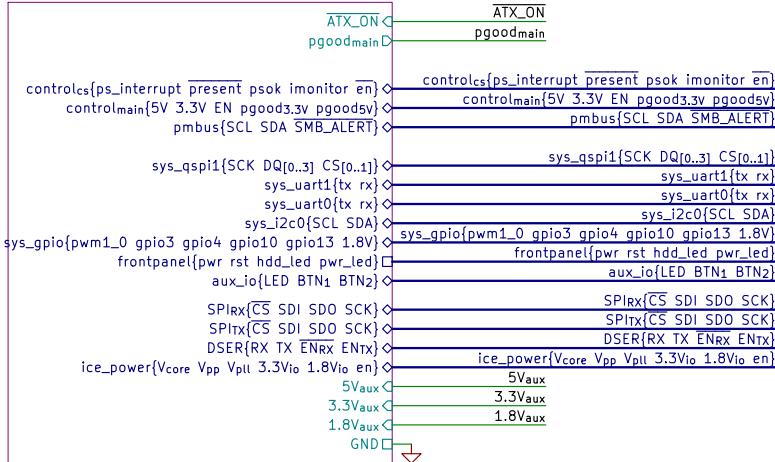 ATX_ON ATX_ON
pgoodmain pgoodmain
controlcs{ps_interrupt present psok imonitor en} controlcs{ps_interrupt present psok imonitor en}
controlmain{5V 3.3V EN pgood3.3V pgood5V} controlmain{5V 3.3V EN pgood3.3V pgood5V}
pmbus{SCL SDA SMB_ALERT} pmbus{SCL SDA SMB_ALERT}
sys_qspi1{SCK DQ[0..3] CS[0..1]} sys_qspi1{SCK DQ[0..3] CS[0..1]}
sys_uart1{tx rx} sys_uart1{tx rx}
sys_uart0{tx rx} sys_uart0{tx rx}
sys_i2c0{SCL SDA} sys_i2c0{SCL SDA}
sys_gpio{pwm1_0 gpio3 gpio4 gpio10 gpio13 1.8V} sys_gpio{pwm1_0 gpio3 gpio4 gpio10 gpio13 1.8V}
frontpanel{pwr rst hdd_led pwr_led} frontpanel{pwr rst hdd_led pwr_led}
aux_io{LED BTN1 BTN2} aux_io{LED BTN1 BTN2}
SPIRX{CS SDI SDO SCK} SPIRX{CS SDI SDO SCK}
SPITX{CS SDI SDO SCK} SPITX{CS SDI SDO SCK}
DSER{RX TX ENRX ENTX} DSER{RX TX ENRX ENTX}
ice_power{Vcore Vpp Vpll 3.3Vio 1.8Vio en} ice_power{Vcore Vpp Vpll 3.3Vio 1.8Vio en}
5Vaux 5Vaux
3.3Vaux 3.3Vaux
1.8Vaux 1.8Vaux
GND